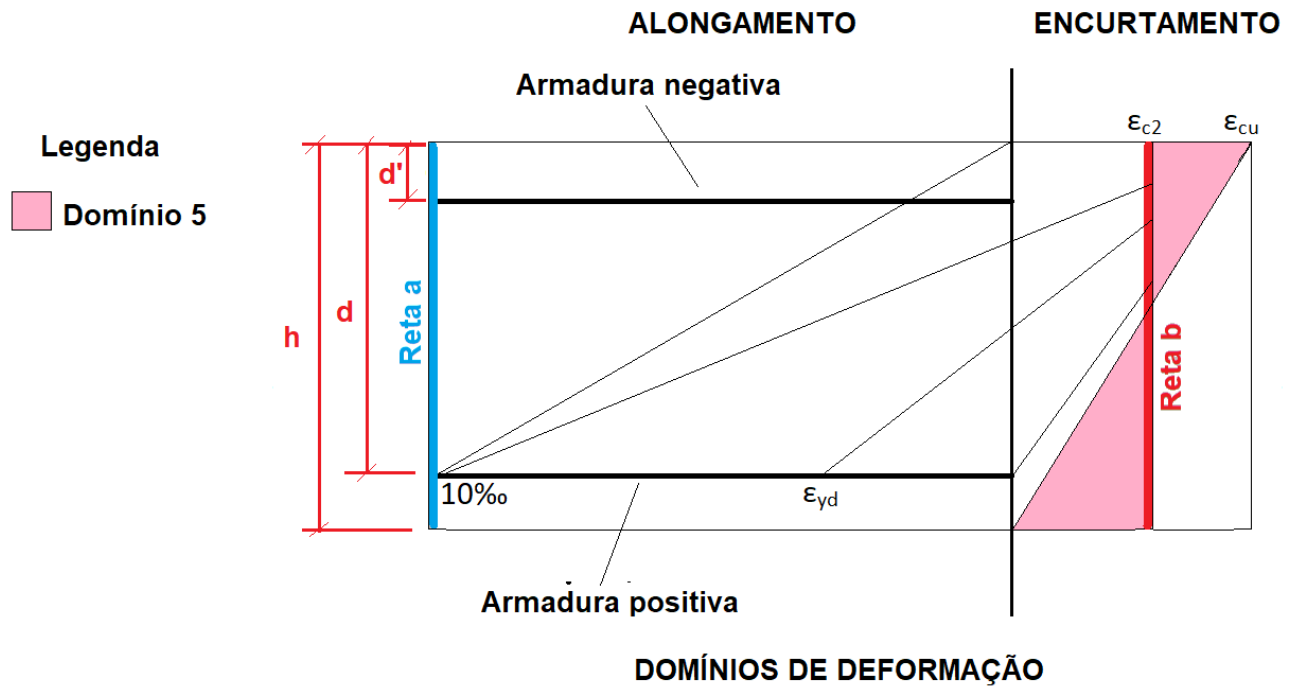 ALONGAMENTO
ENCURTAMENTO
Armadura negativa
Legenda
Domínio 5
εc2
εcu
d'
d
h
Reta a
Reta b
10‰
εyd
Armadura positiva
DOMÍNIOS DE DEFORMAÇÃO